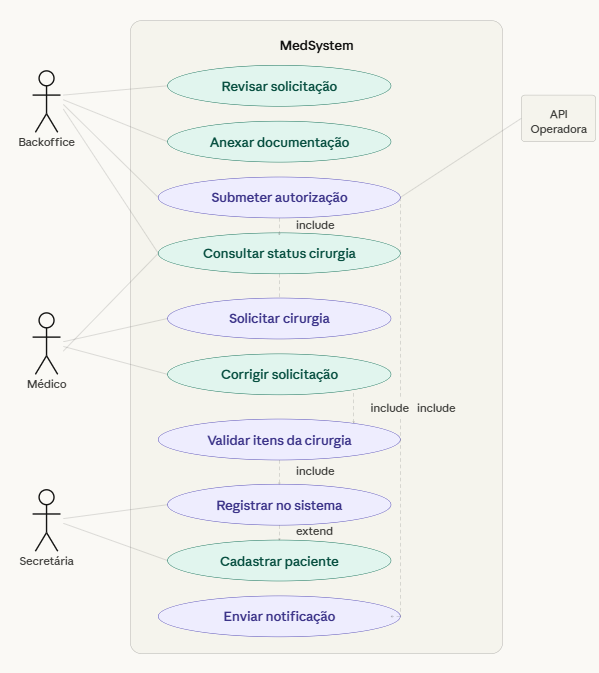 MedSystem
Revisar solicitação
Backoffice
Anexar documentação
API
Operadora
Submeter autorização
include
Consultar status cirurgia
Solicitar cirurgia
Médico
Corrigir solicitação
include include
Validar itens da cirurgia
include
Registrar no sistema
extend
Secretária
Cadastrar paciente
Enviar notificação